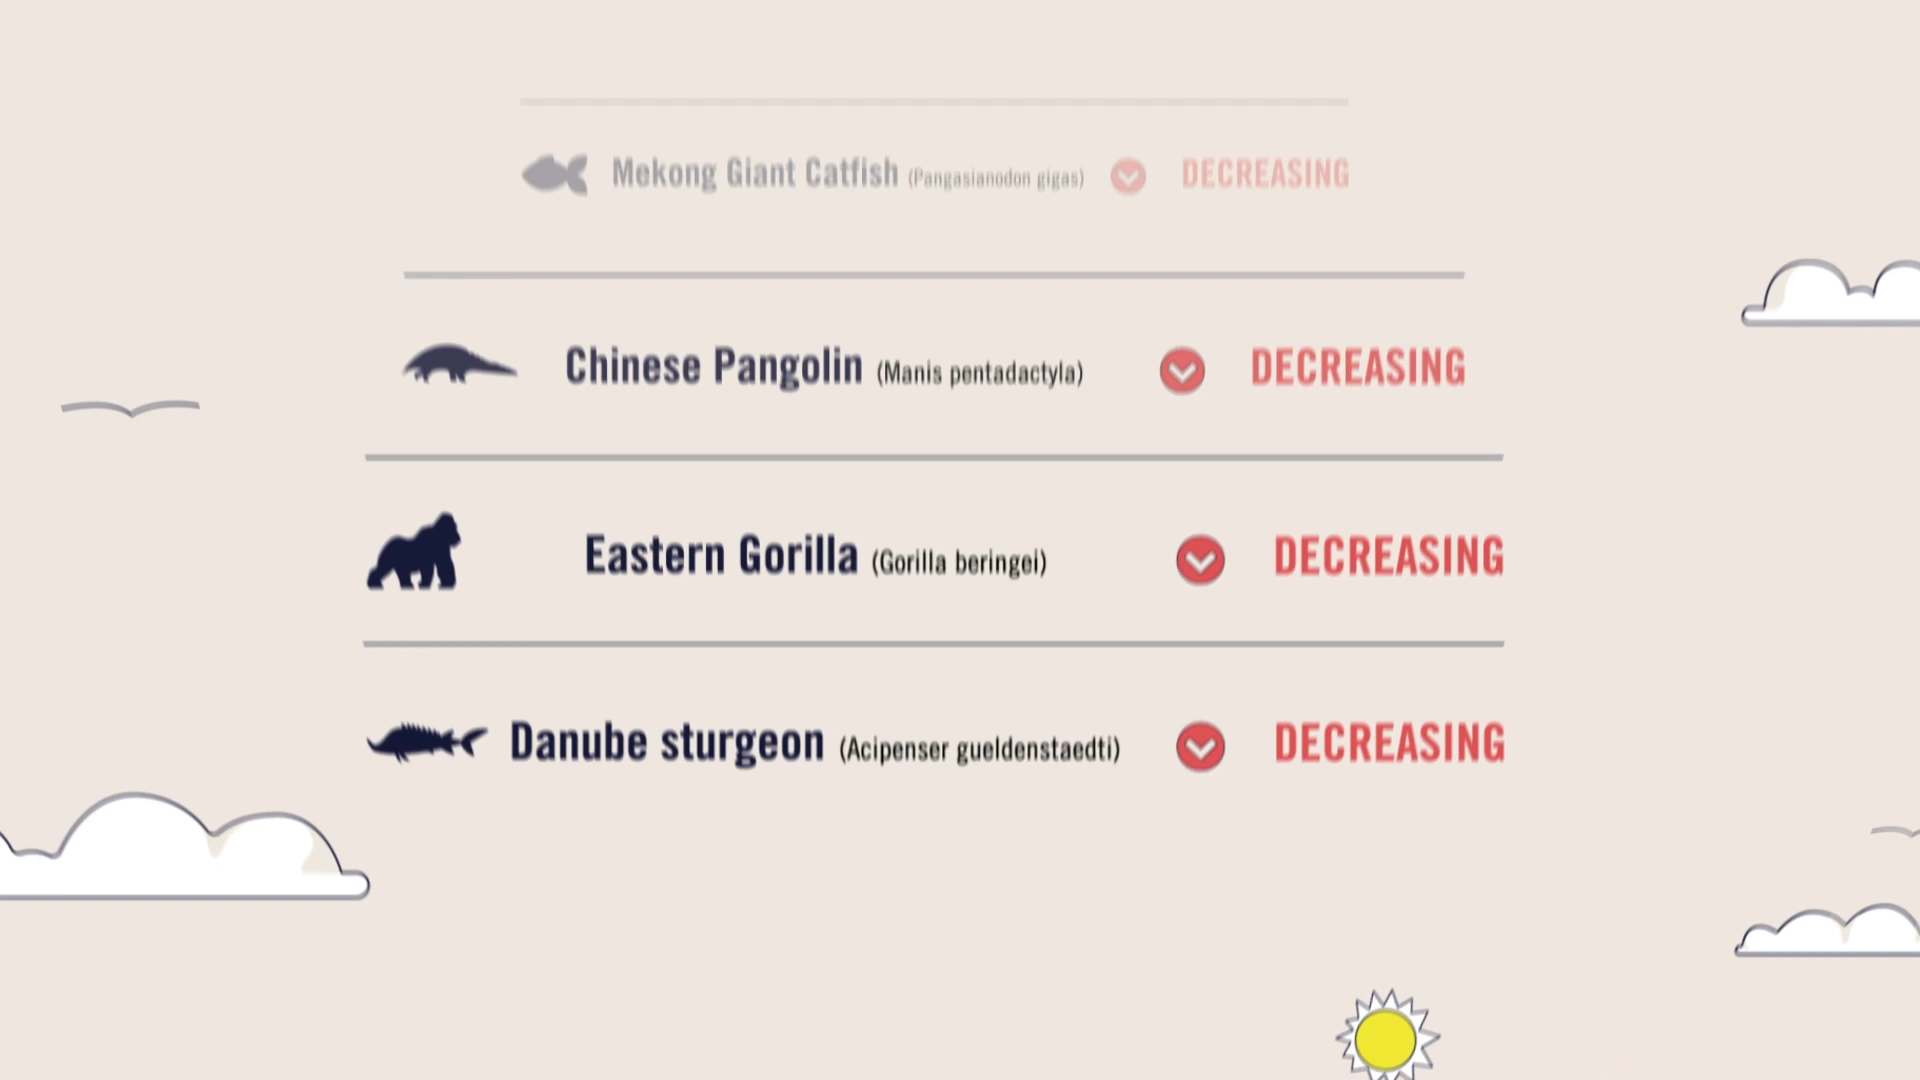 Mekong Giant Catfish (Pangasianodon gigas) DECREASING
Chinese Pangolin (Manis pentadactyla) DECREASING
Eastern Gorilla (Gorilla beringei) DECREASING
Danube sturgeon (Acipenser gueldenstaedti) DECREASING